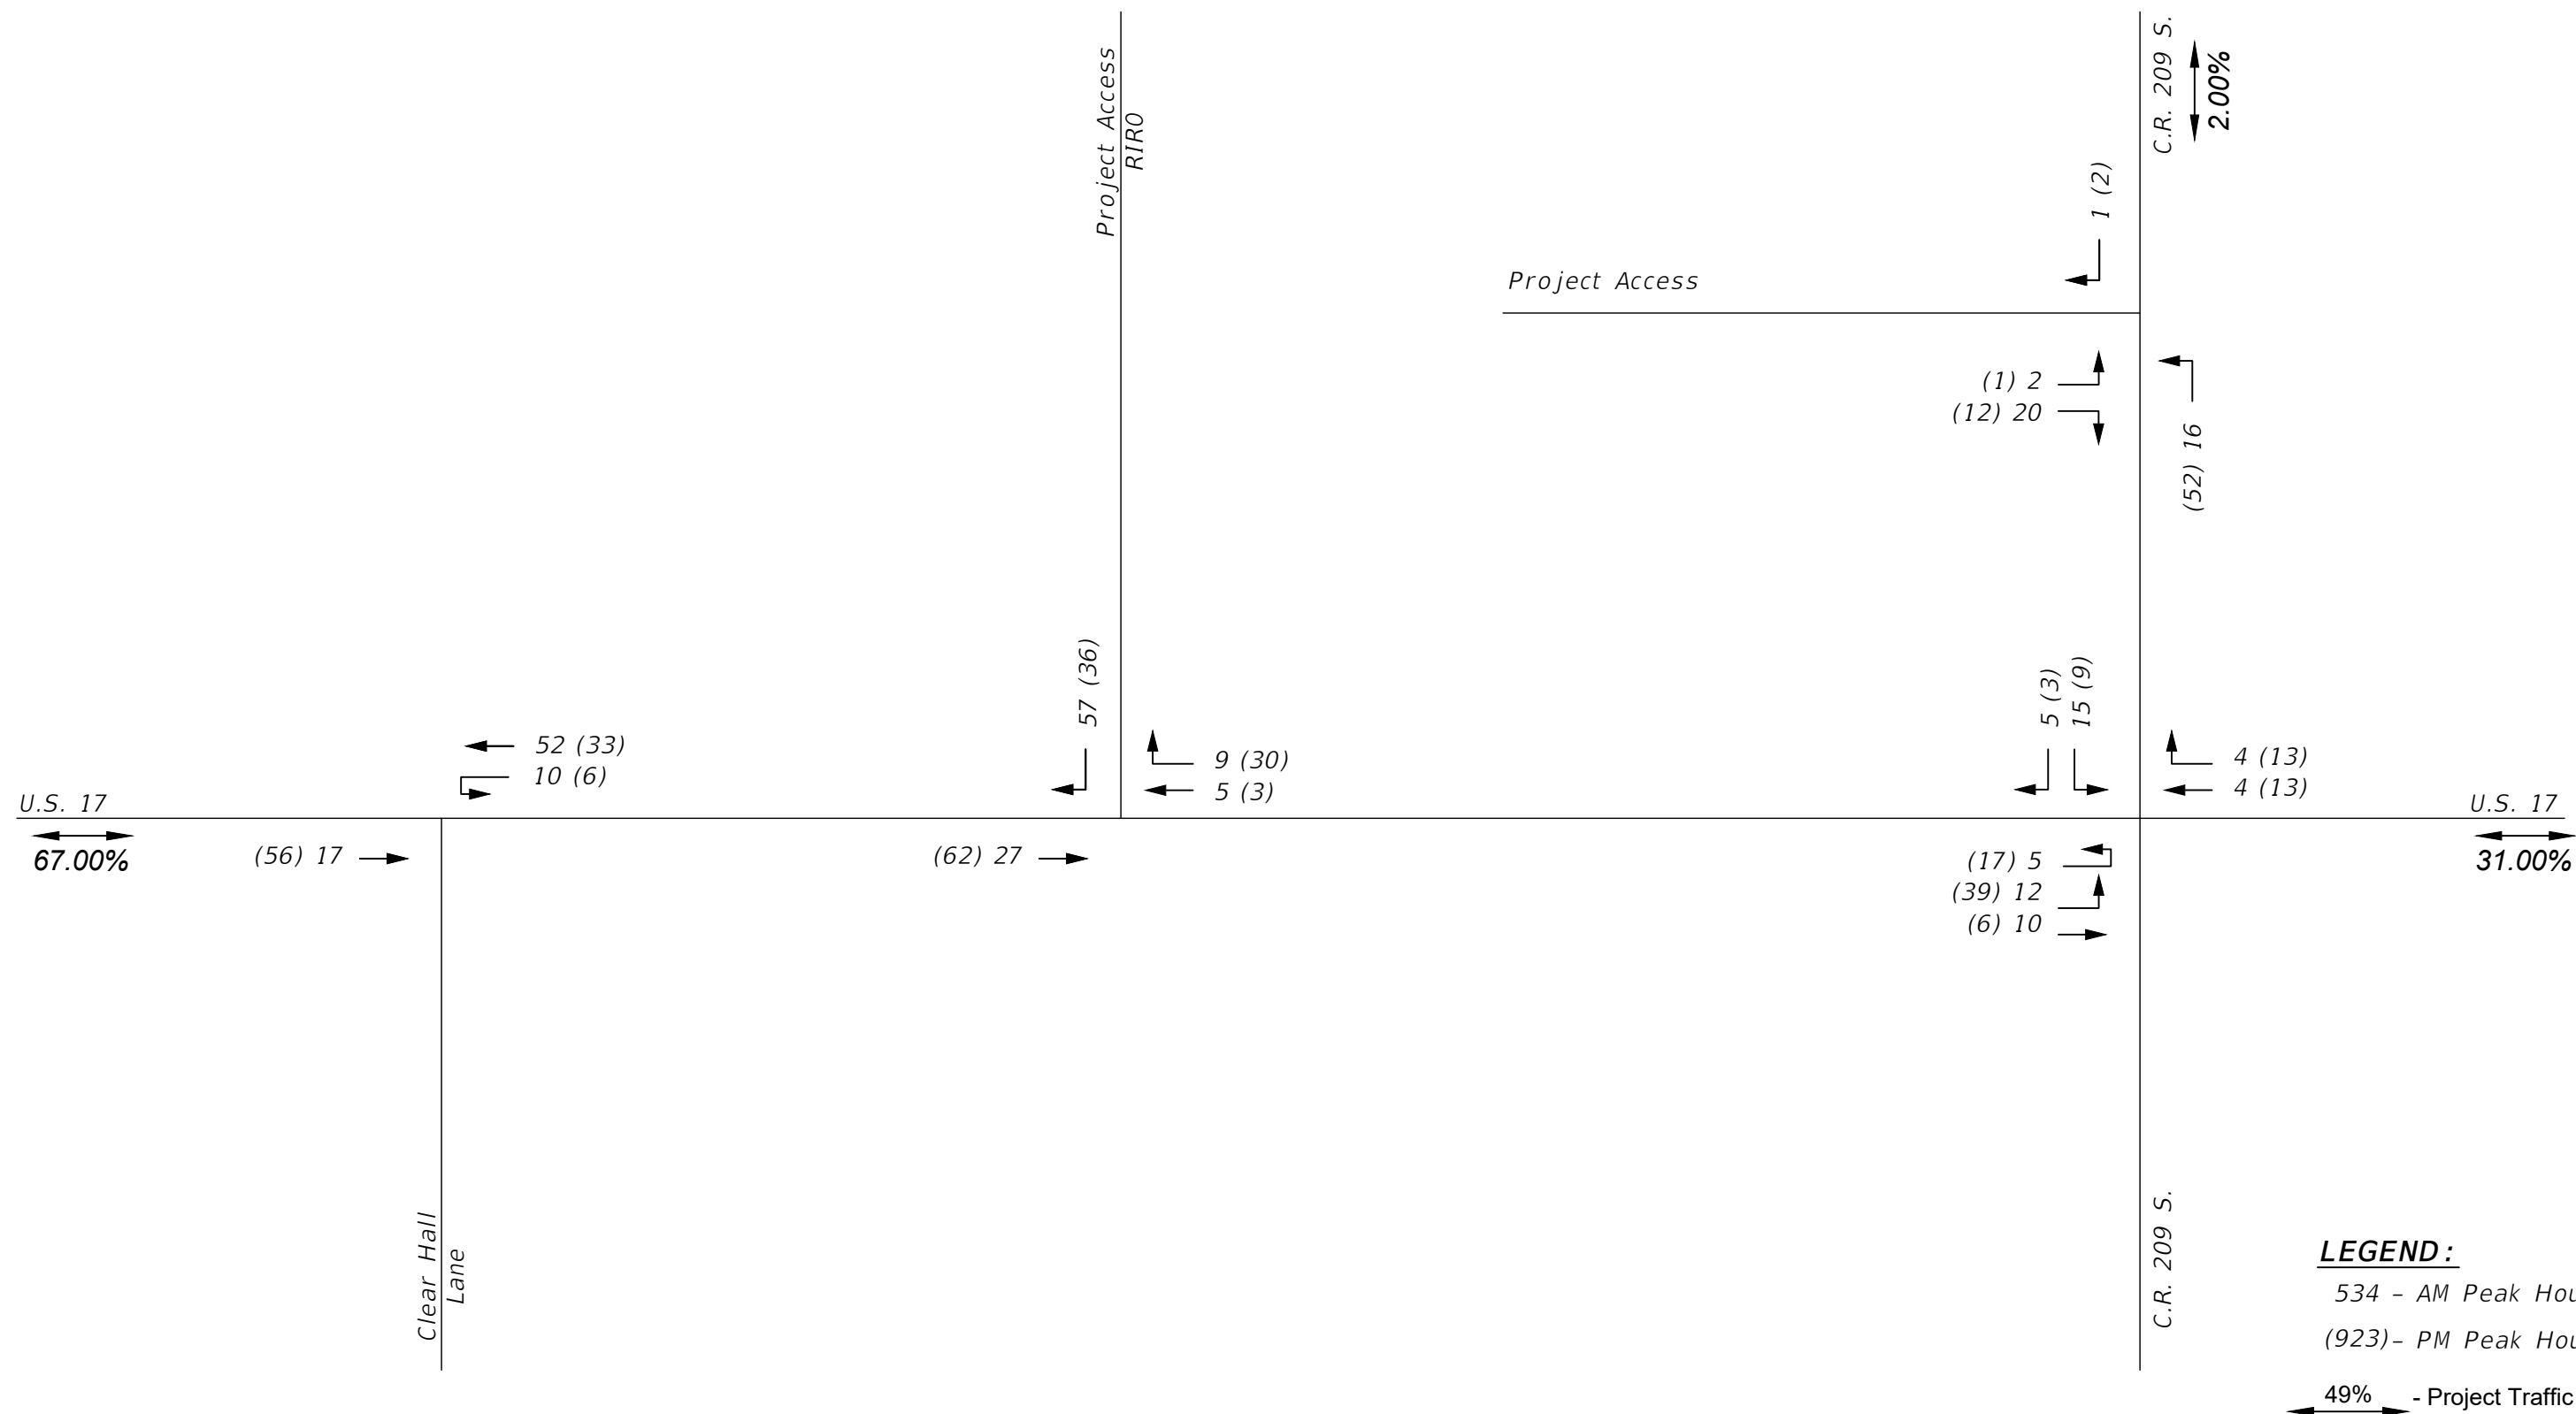 C.R. 209 S.
2.00%
Project Access
RIRO
1 (2)
Project Access
(1) 2
(12) 20
(52) 16
57 (36)
5 (3)
15 (9)
52 (33)
10 (6)
9 (30)
5 (3)
4 (13)
4 (13)
U.S. 17
U.S. 17
67.00%
(56) 17
(62) 27
(17) 5
(39) 12
(6) 10
31.00%
Clear Hall
Lane
C.R. 209 S.
LEGEND:
534 - AM Peak
(923)- PM Peak
49% - Project Traffic